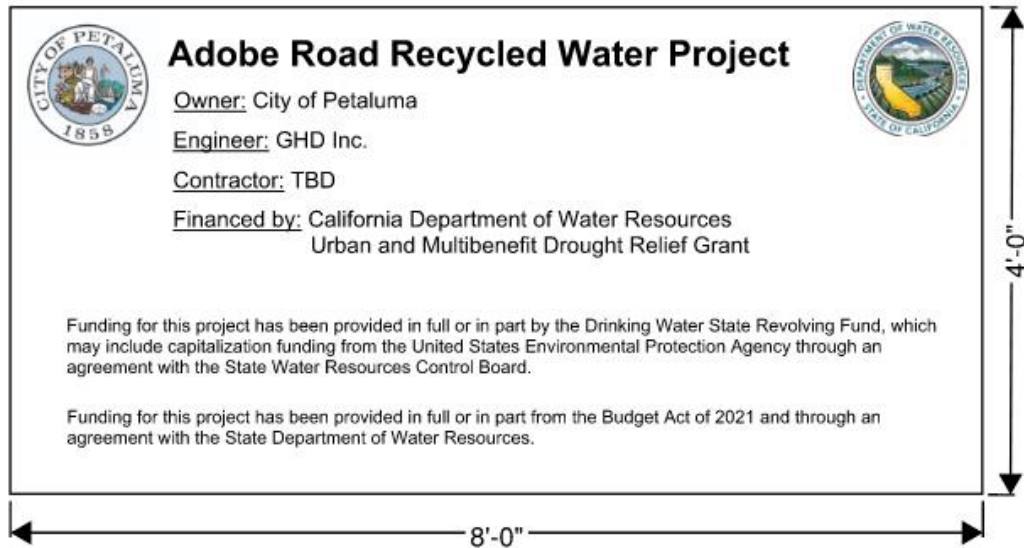 CITY OF PETALUMA
1858
Adobe Road Recycled Water Project
DEPARTMENT OF WATER RESOURCES
STATE OF CALIFORNIA
Owner: City of Petaluma
Engineer: GHD Inc.
Contractor: TBD
Financed by: California Department of Water Resources
Urban and Multibenefit Drought Relief Grant
Funding for this project has been provided in full or in part by the Drinking Water State Revolving Fund, which
may include capitalization funding from the United States Environmental Protection Agency through an
agreement with the State Water Resources Control Board.
Funding for this project has been provided in full or in part from the Budget Act of 2021 and through an
agreement with the State Department of Water Resources.
4'-0"
8'-0"